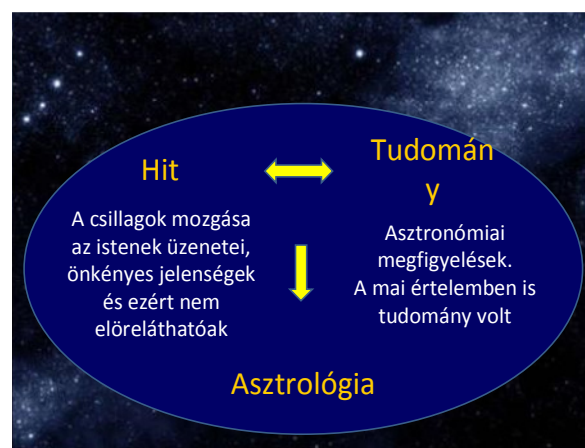 Hit
Tudomán
y
A csillagok mozgása
az istenek üzenetei,
önkényes jelenségek
és ezért nem
elöreláthatóak
Asztronómiai
megfigyelések.
A mai értelemben is
tudomány volt
Asztrológia